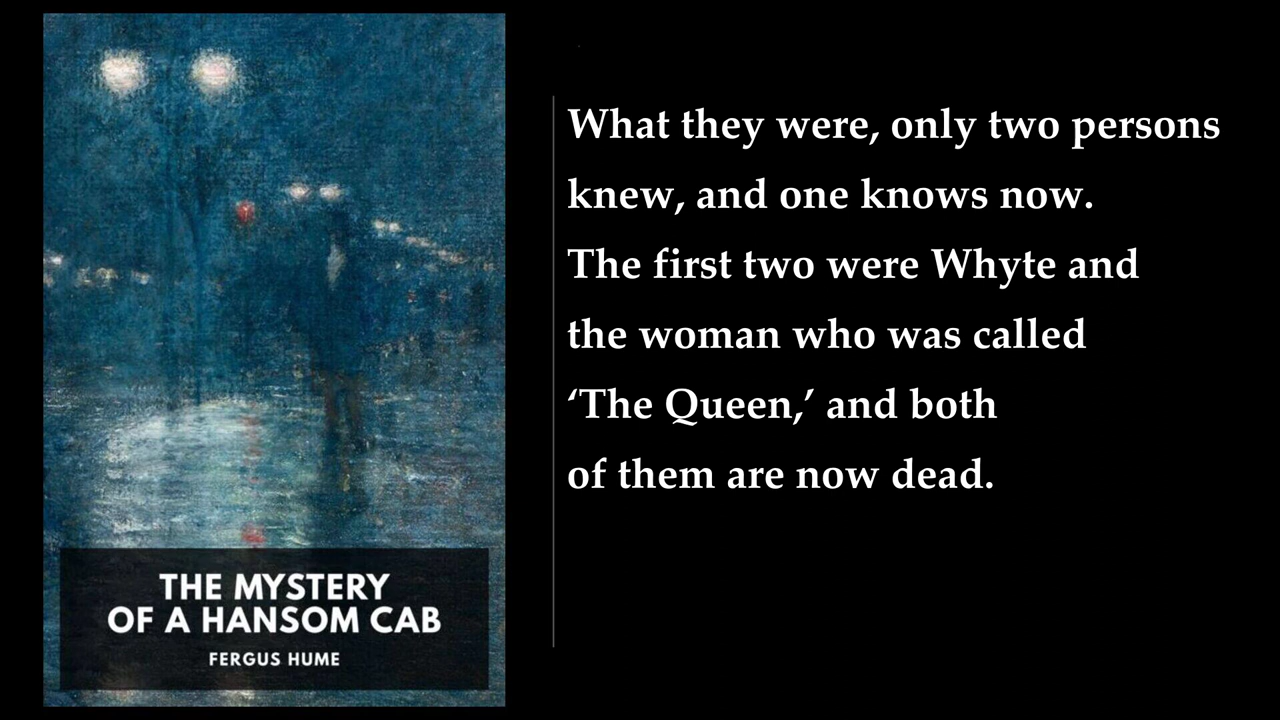 THE MYSTERY
OF A HANSOM CAB
FERGUS HUME
What they were, only two persons
knew, and one knows now.
The first two were Whyte and
the woman who was called
‘The Queen,’ and both
of them are now dead.